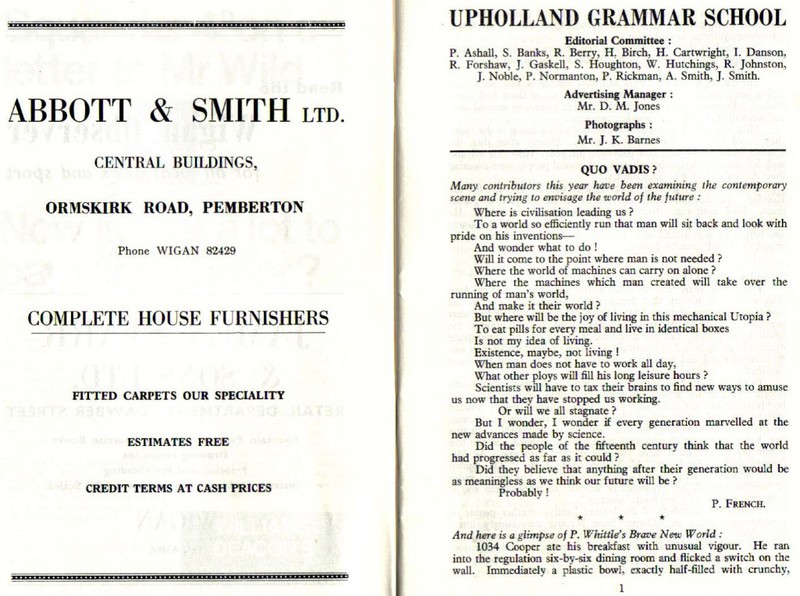 ABBOTT & SMITH LTD.
CENTRAL BUILDINGS,
ORMSKIRK ROAD, PEMBERTON
Phone WIGAN 82429
COMPLETE HOUSE FURNISHERS
FITTED CARPETS OUR SPECIALITY
ESTIMATES FREE
CREDIT TERMS AT CASH PRICES
UPHOLLAND GRAMMAR SCHOOL
Editorial Committee :
P. Ashall, S. Banks, R. Berry, H. Birch, H. Cartwright, I. Danson,
R. Forshaw, J. Gaskell, S. Houghton, W. Hutchings, R. Johnston,
J. Noble, P. Normanton, P. Rickman, A. Smith, J. Smith.
Advertising Manager :
Mr. D. M. Jones
Photographs :
Mr. J. K. Barnes
QUO VADIS ?
Many contributors this year have been examining the contemporary
scene and trying to envisage the world of the future :
Where is civilisation leading us ?
To a world so efficiently run that man will sit back and look with
pride on his inventions—
And wonder what to do !
Will it come to the point where man is not needed ?
Where the world of machines can carry on alone ?
Where the machines which man created will take over the
running of man's world,
And make it their world ?
But where will be the joy of living in this mechanical Utopia ?
To eat pills for every meal and live in identical boxes
Is not my idea of living.
Existence, maybe, not living !
When man does not have to work all day,
What other ploys will fill his long leisure hours ?
Scientists will have to tax their brains to find new ways to amuse
us now that they have stopped us working.
Or will we all stagnate ?
But I wonder, I wonder if every generation marvelled at the
new advances made by science.
Did the people of the fifteenth century think that the world
had progressed as far as it could ?
Did they believe that anything after their generation would be
as meaningless as we think our future will be ?
Probably !
P. FRENCH.
* * *
And here is a glimpse of P. Whittle's Brave New World :
1034 Cooper ate his breakfast with unusual vigour. He ran
into the regulation six-by-six dining room and flicked a switch on the
wall. Immediately a plastic bowl, exactly half-filled with crunchy,
1